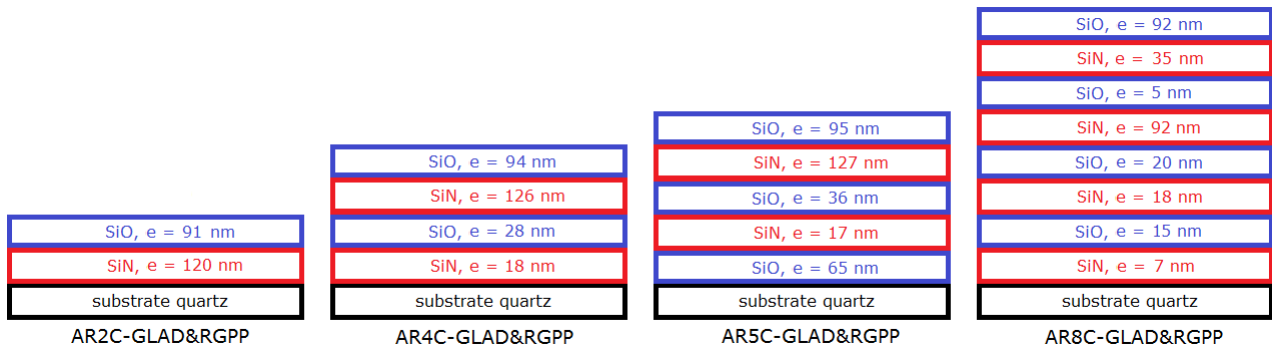 SiO, e = 91 nm
SiN, e = 120 nm
substrate quartz
AR2C-GLAD&RGPP
SiO, e = 94 nm
SiN, e = 126 nm
SiO, e = 28 nm
SiN, e = 18 nm
substrate quartz
AR4C-GLAD&RGPP
SiO, e = 95 nm
SiN, e = 127 nm
SiO, e = 36 nm
SiN, e = 17 nm
SiO, e = 65 nm
substrate quartz
AR5C-GLAD&RGPP
SiO, e = 92 nm
SiN, e = 35 nm
SiO, e = 5 nm
SiN, e = 92 nm
SiO, e = 20 nm
SiN, e = 18 nm
SiO, e = 15 nm
SiN, e = 7 nm
substrate quartz
AR8C-GLAD&RGPP